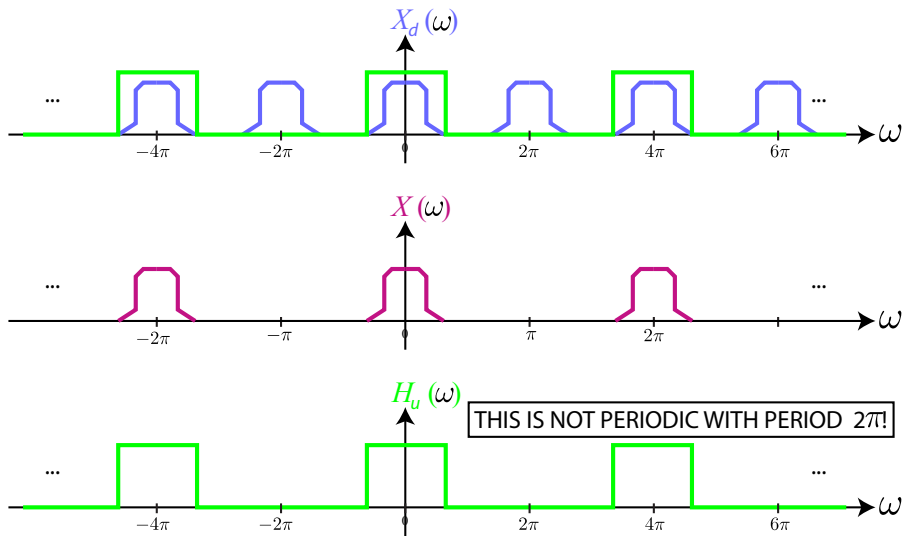 X_d (ω)
... ...
−4π −2π 0 2π 4π 6π ω
X (ω)
... ...
−2π −π 0 π 2π ω
H_u (ω)
THIS IS NOT PERIODIC WITH PERIOD 2π!
... ...
−4π −2π 0 2π 4π 6π ω